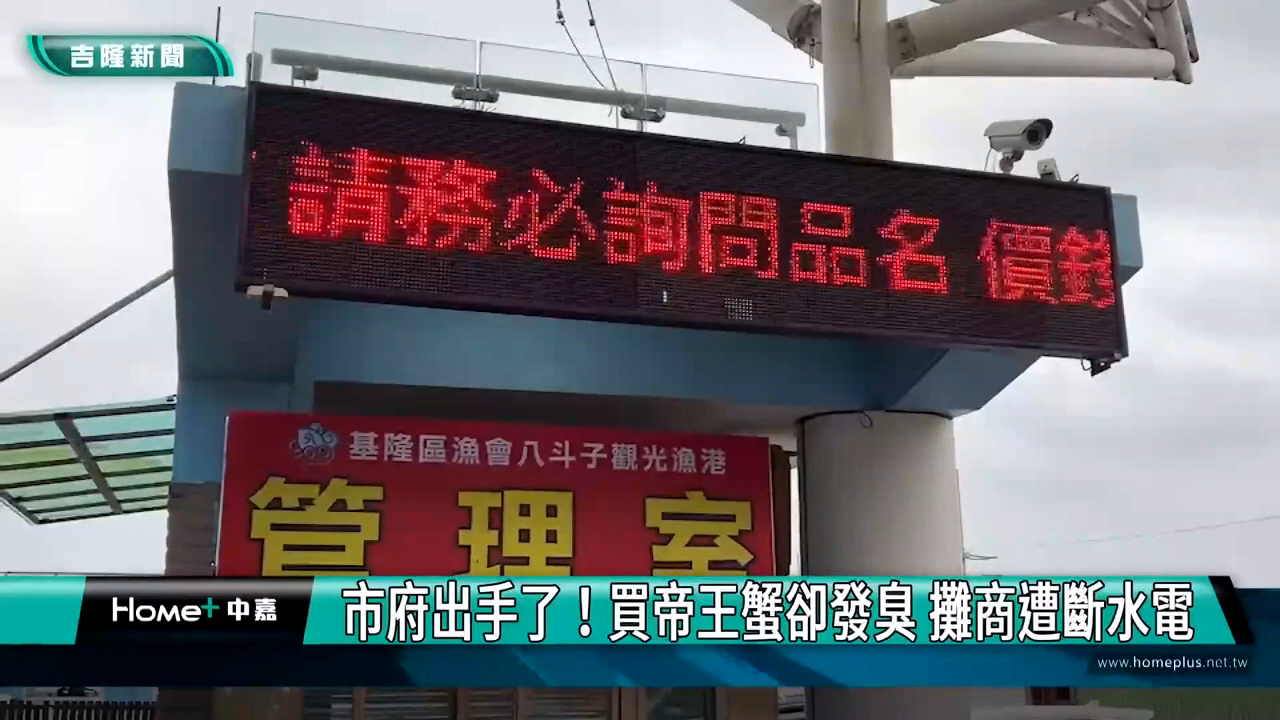 吉隆新聞
請務必詢問品名 價錢
基隆區漁會八斗子觀光漁港
管理室
Home+ 中嘉
市府出手了！買帝王蟹卻發臭 攤商遭斷水電
www.homeplus.net.tw